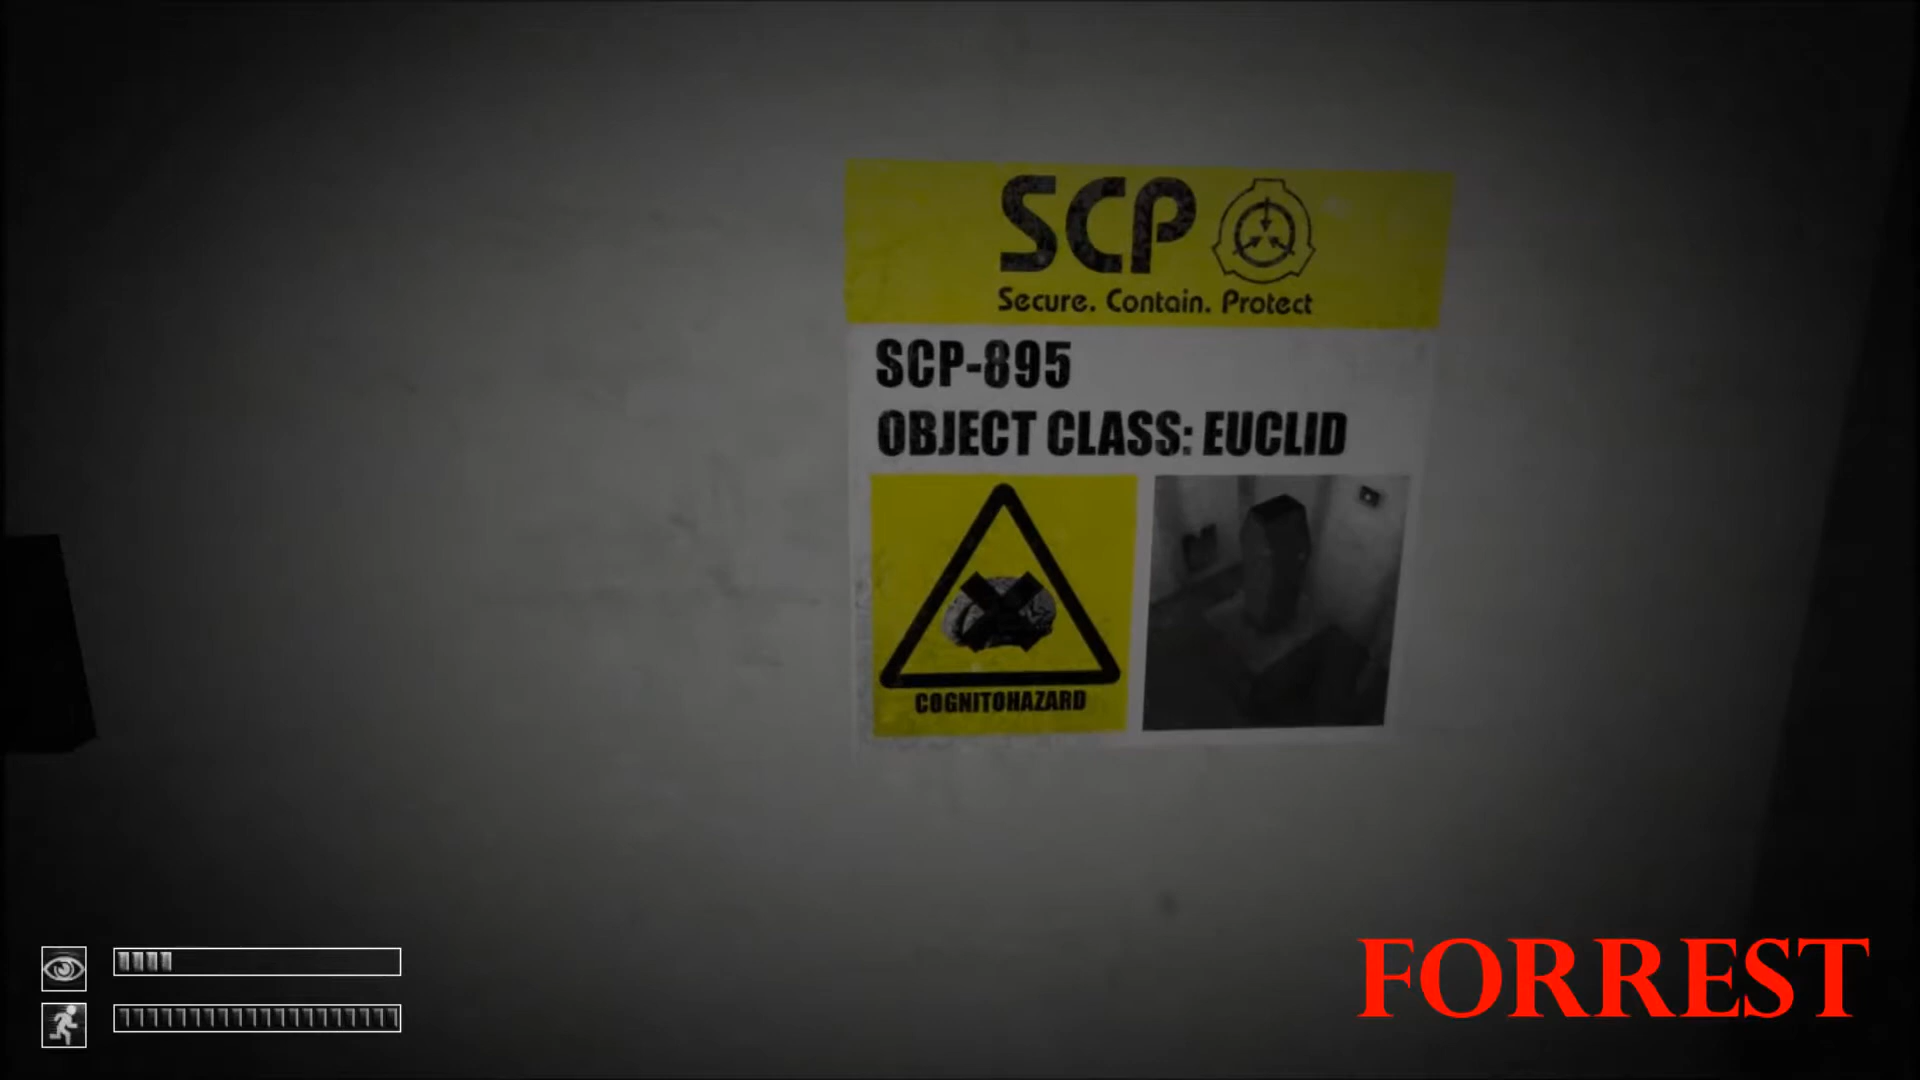 SCP
Secure. Contain. Protect
SCP-895
OBJECT CLASS: EUCLID
COGNITOHAZARD
FORREST